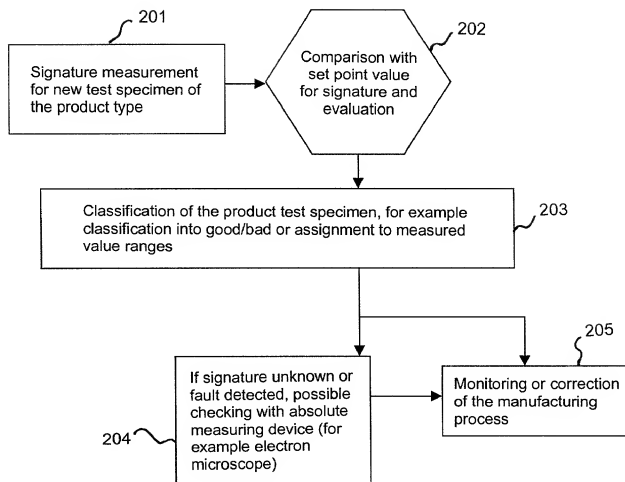 201
Signature measurement
for new test specimen of
the product type
202
Comparison with
set point value
for signature and
evaluation
203
Classification of the product test specimen, for example
classification into good/bad or assignment to measured
value ranges
204
If signature unknown or
fault detected, possible
checking with absolute
measuring device (for
example electron
microscope)
205
Monitoring or correction
of the manufacturing
process